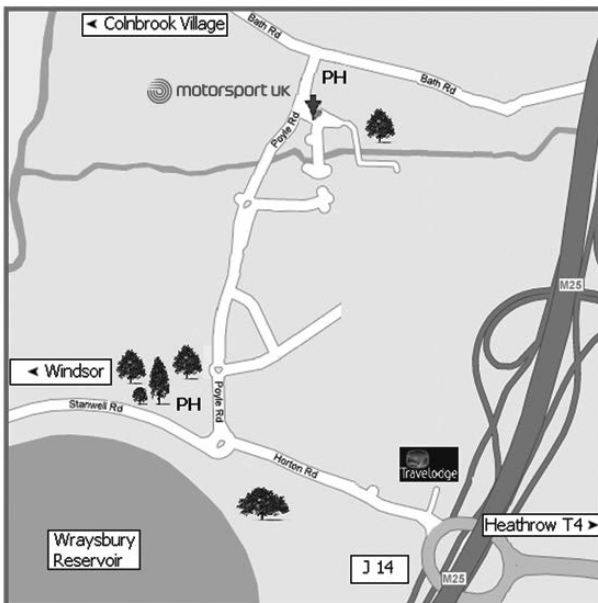 ◄ Colnbrook Village
Bath Rd
Bath Rd
PH
motorsport UK
Poyle Rd
M25
◄ Windsor
PH
Poyle Rd
Stanwell Rd
Horton Rd
Travelodge
Heathrow T4 ➤
Wraysbury
Reservoir
J 14
M25